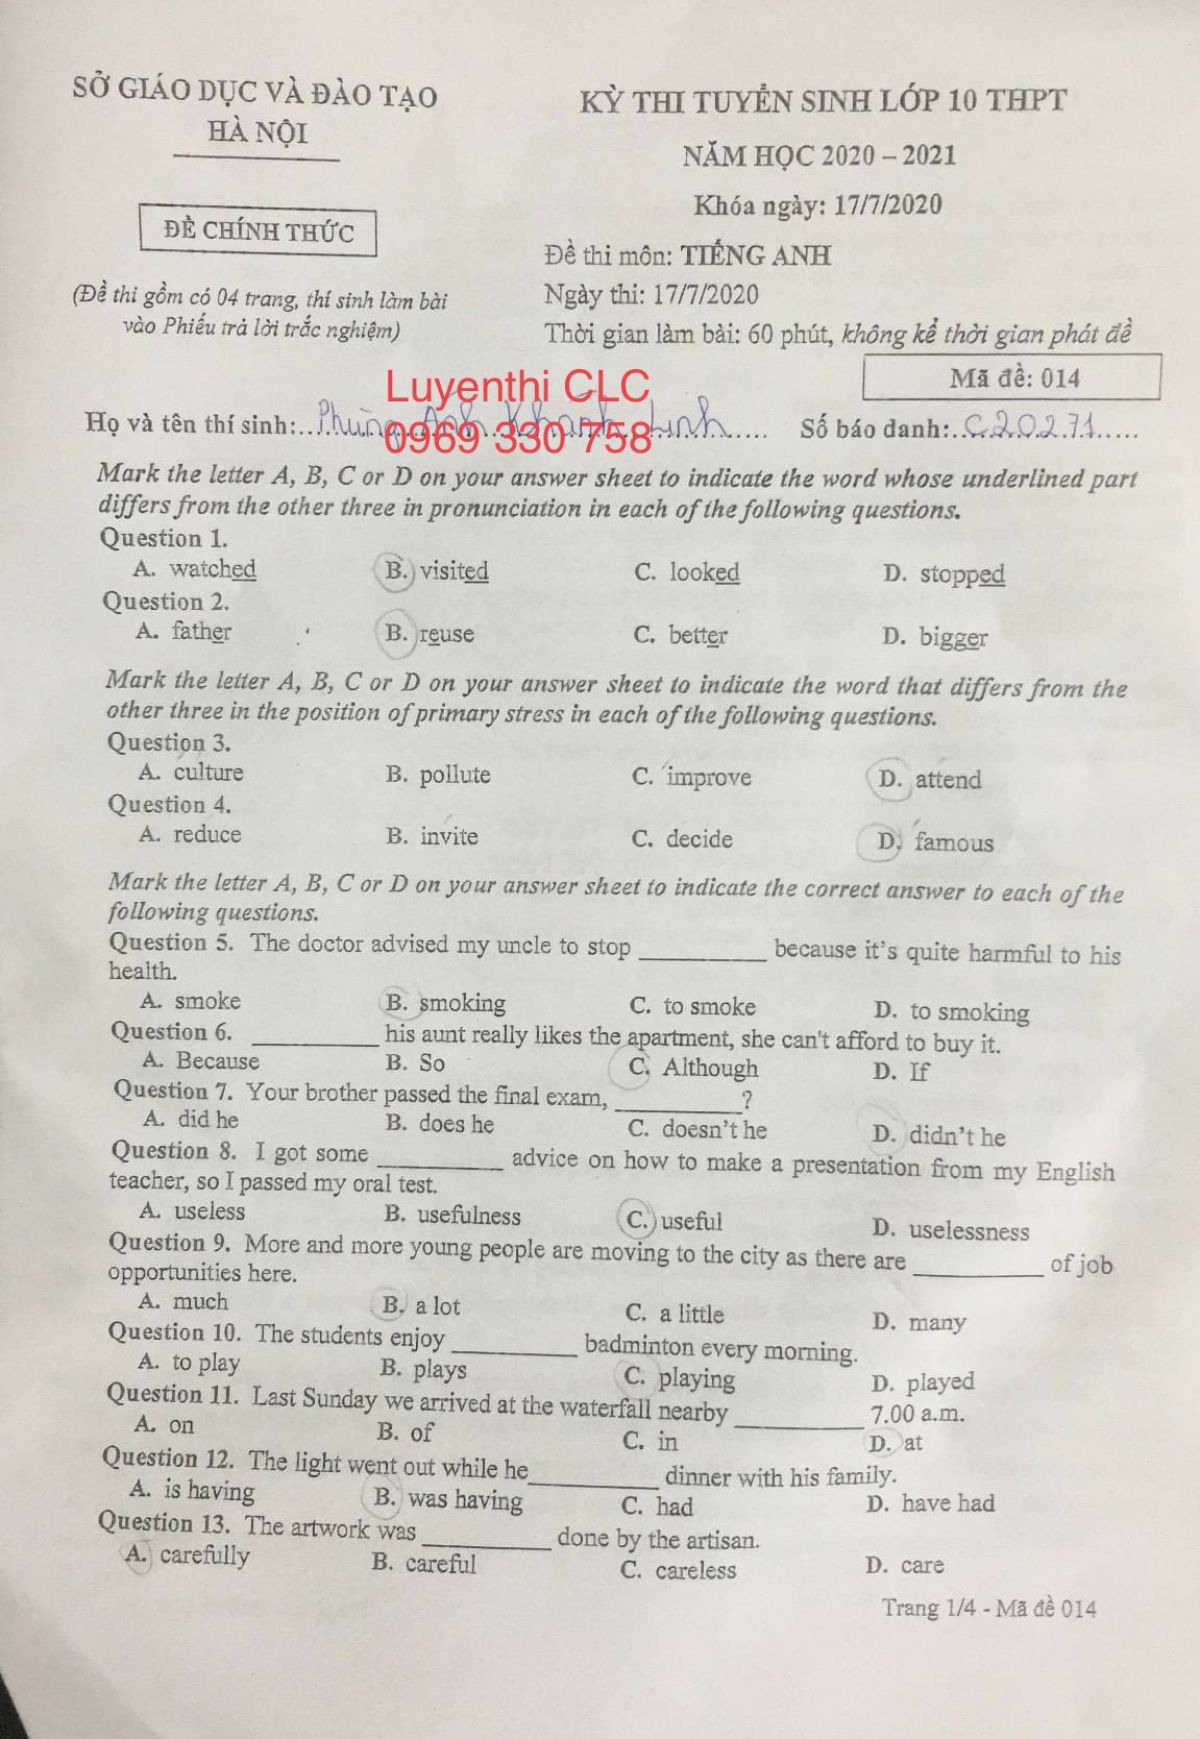 SỞ GIÁO DỤC VÀ ĐÀO TẠO
HÀ NỘI
ĐỀ CHÍNH THỨC
(Đề thi gồm có 04 trang, thí sinh làm bài
vào Phiếu trả lời trắc nghiệm)
KỲ THI TUYỂN SINH LỚP 10 THPT
NĂM HỌC 2020 – 2021
Khóa ngày: 17/7/2020
Đề thi môn: TIẾNG ANH
Ngày thi: 17/7/2020
Thời gian làm bài: 60 phút, không kể thời gian phát đề
Mã đề: 014
Luyenthi CLC
0969 330 758
Họ và tên thí sinh: Phùng Anh Khánh Linh Số báo danh: C20271
Mark the letter A, B, C or D on your answer sheet to indicate the word whose underlined part
differs from the other three in pronunciation in each of the following questions.
Question 1.
A. watched B. visited C. looked D. stopped
Question 2.
A. father B. reuse C. better D. bigger
Mark the letter A, B, C or D on your answer sheet to indicate the word that differs from the
other three in the position of primary stress in each of the following questions.
Question 3.
A. culture B. pollute C. improve D. attend
Question 4.
A. reduce B. invite C. decide D. famous
Mark the letter A, B, C or D on your answer sheet to indicate the correct answer to each of the
following questions.
Question 5. The doctor advised my uncle to stop __________ because it's quite harmful to his
health.
A. smoke B. smoking C. to smoke D. to smoking
Question 6. __________ his aunt really likes the apartment, she can't afford to buy it.
A. Because B. So C. Although D. If
Question 7. Your brother passed the final exam, __________?
A. did he B. does he C. doesn't he D. didn't he
Question 8. I got some __________ advice on how to make a presentation from my English
teacher, so I passed my oral test.
A. useless B. usefulness C. useful D. uselessness
Question 9. More and more young people are moving to the city as there are __________ of job
opportunities here.
A. much B. a lot C. a little D. many
Question 10. The students enjoy __________ badminton every morning.
A. to play B. plays C. playing D. played
Question 11. Last Sunday we arrived at the waterfall nearby __________ 7.00 a.m.
A. on B. of C. in D. at
Question 12. The light went out while he__________ dinner with his family.
A. is having B. was having C. had D. have had
Question 13. The artwork was __________ done by the artisan.
A. carefully B. careful C. careless D. care
Trang 1/4 - Mã đề 014